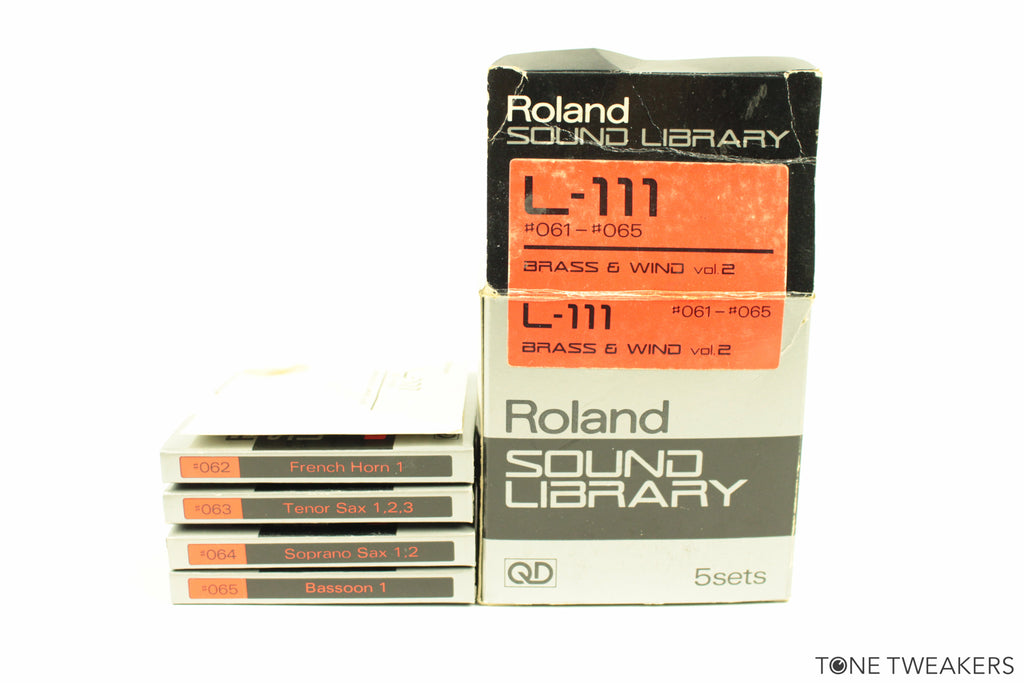 Roland
SOUND LIBRARY
L-111
#061-#065
BRASS & WIND vol.2
L-111 #061-#065
BRASS & WIND vol.2
Roland
SOUND
LIBRARY
QD 5sets
#062 French Horn 1
#063 Tenor Sax 1,2,3
#064 Soprano Sax 1,2
#065 Bassoon 1
TONE TWEAKERS